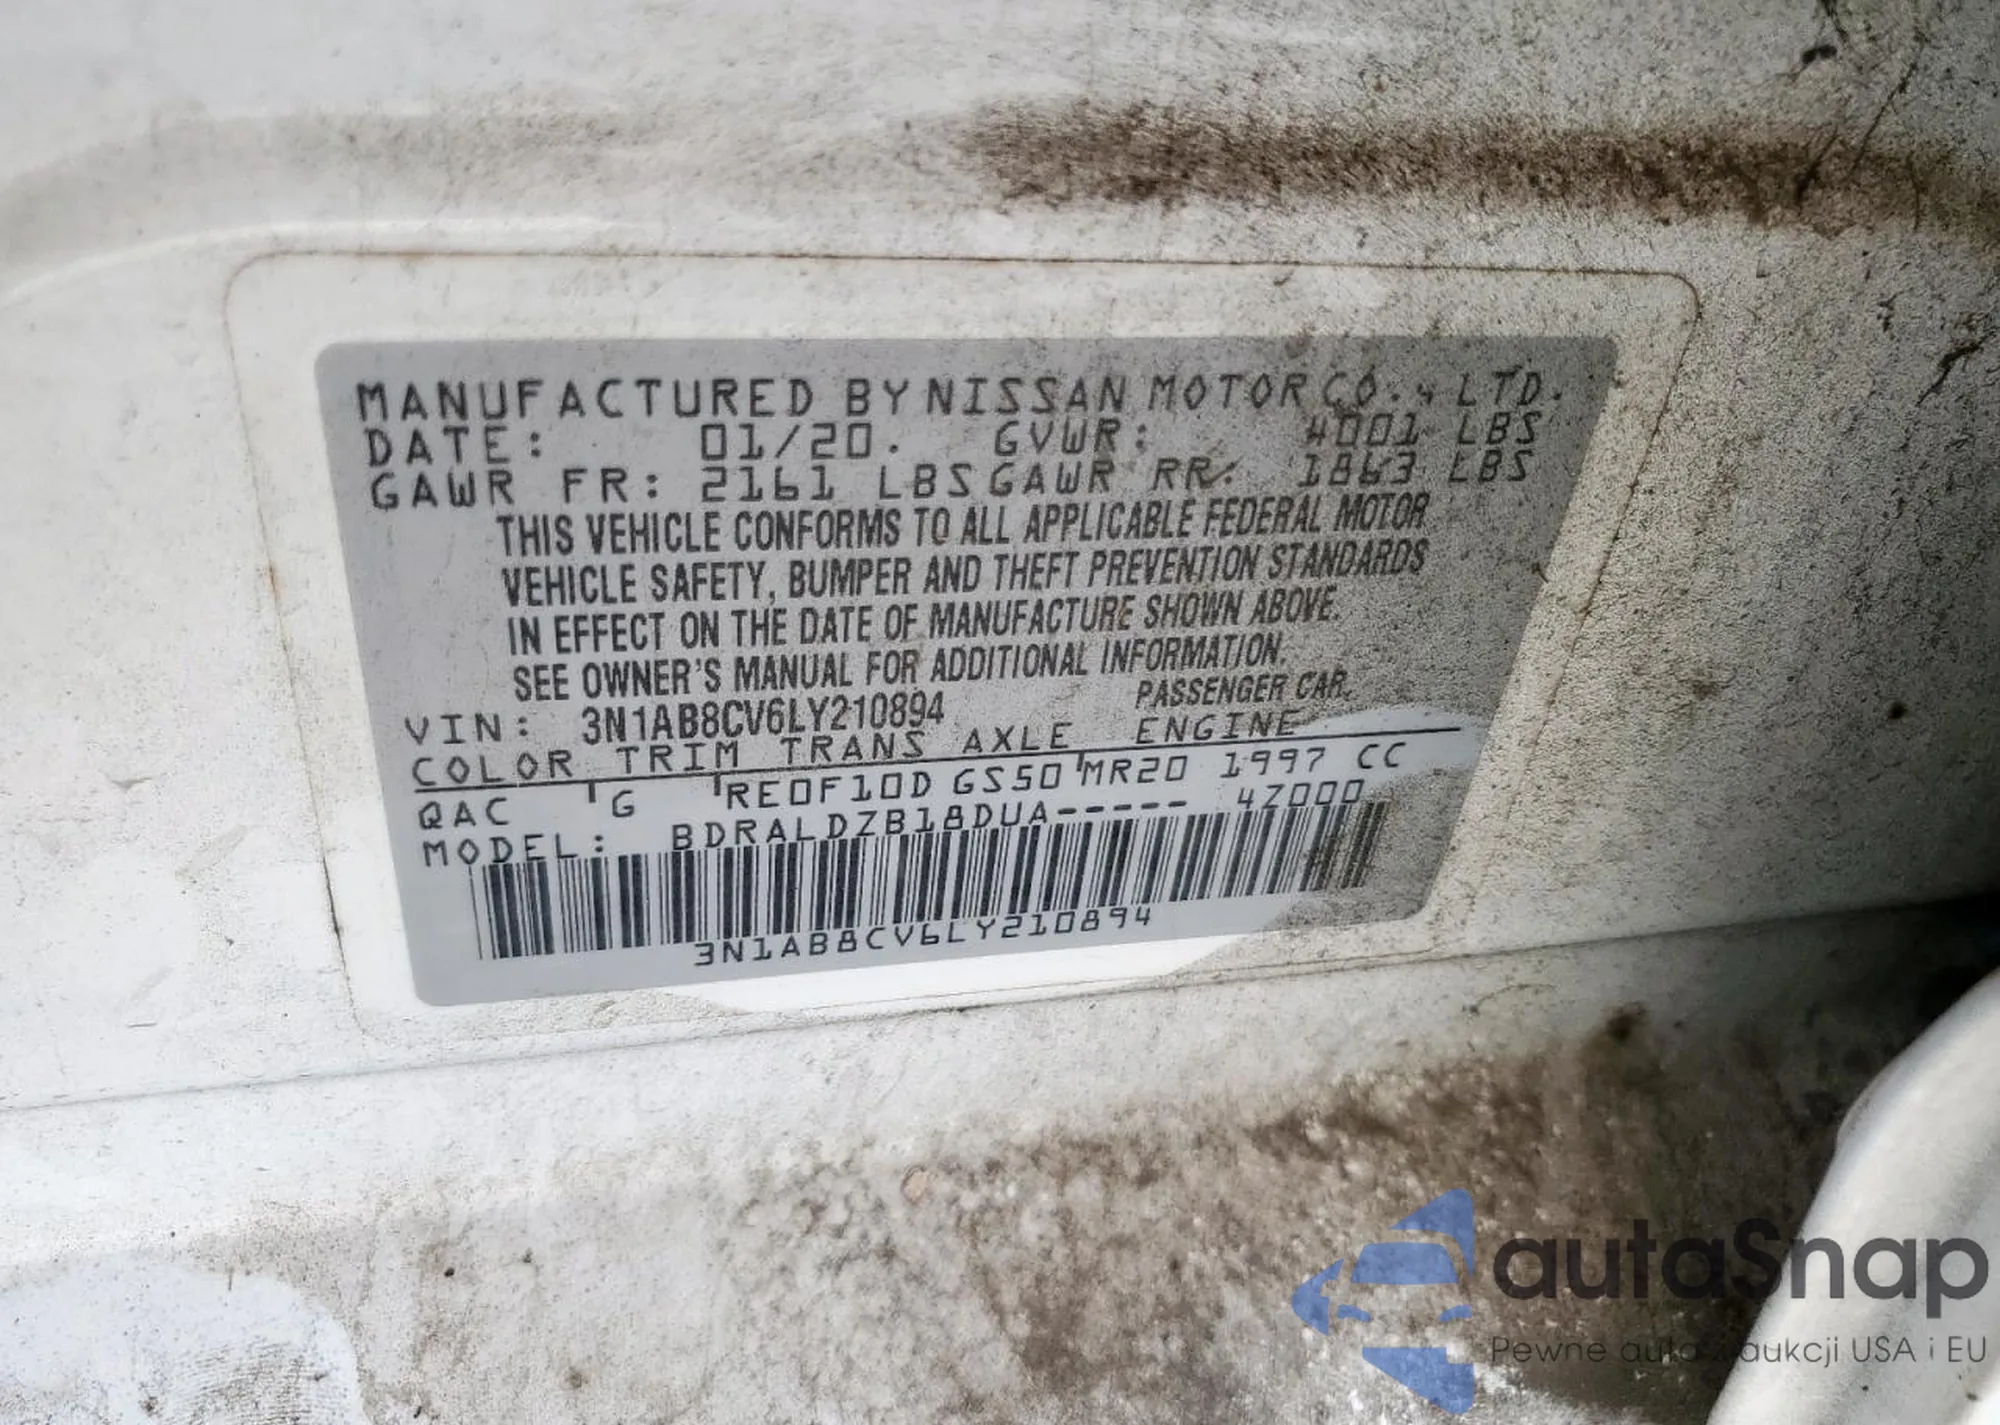 MANUFACTURED BY NISSAN MOTOR CO., LTD.
DATE: 01/20. GVWR: 4001 LBS
GAWR FR: 2161 LBS GAWR RR: 1863 LBS
THIS VEHICLE CONFORMS TO ALL APPLICABLE FEDERAL MOTOR
VEHICLE SAFETY, BUMPER AND THEFT PREVENTION STANDARDS
IN EFFECT ON THE DATE OF MANUFACTURE SHOWN ABOVE.
SEE OWNER'S MANUAL FOR ADDITIONAL INFORMATION.
VIN: 3N1AB8CV6LY210894 PASSENGER CAR.
COLOR TRIM TRANS AXLE ENGINE
QAC G RE0F10D GS50 MR20 1997 CC
MODEL: BDRALDZB18DUA----- 4Z000
3N1AB8CV6LY210894
autaSnap
Pewne auta z aukcji USA i EU